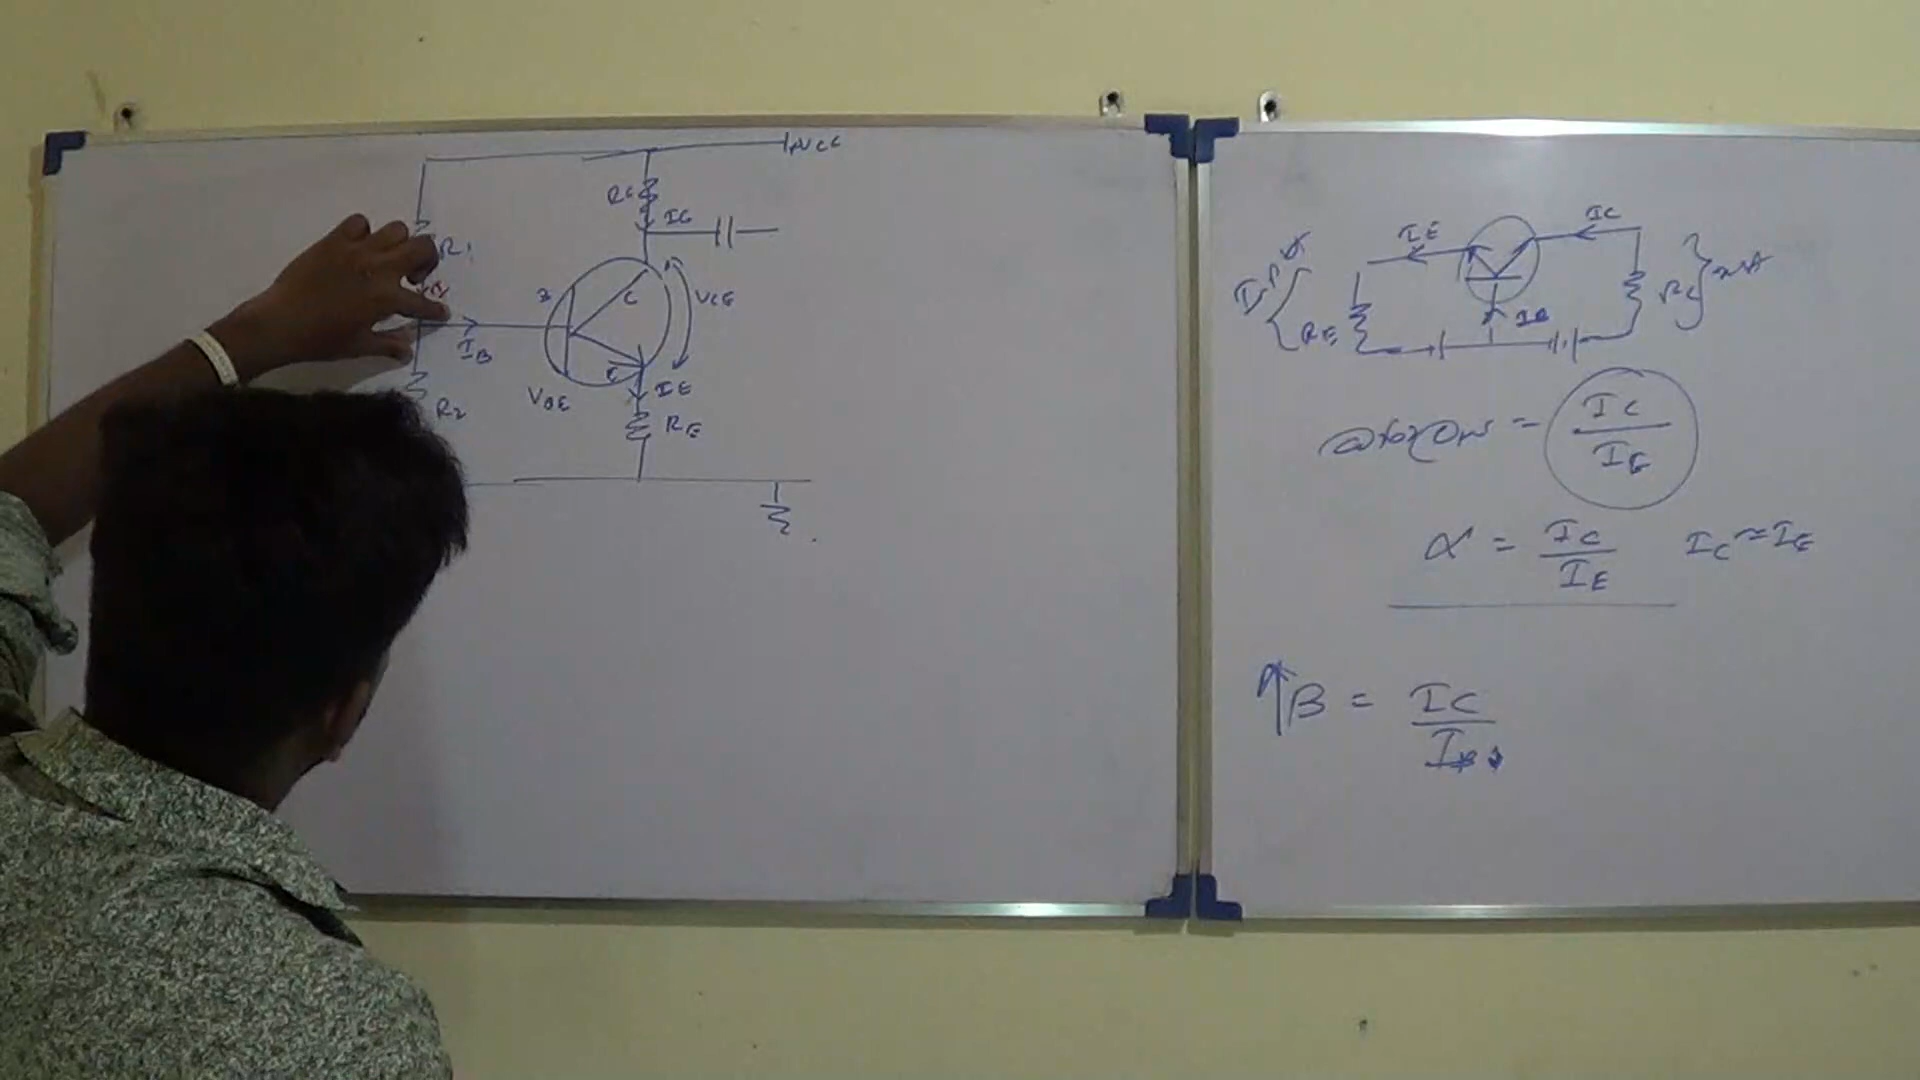 VCC
RC
IC
R1
B
C
VCE
IB
E
VBE
IE
R2
RE
IE
IC
IB
RE
RC
= IC / IE
α = IC / IE IC ≈ IE
↑β = IC / IB